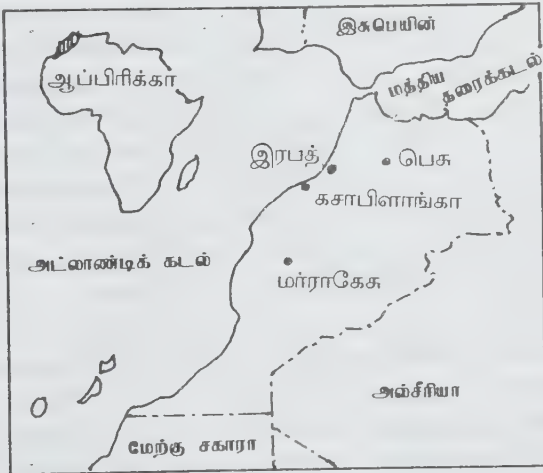 இசுபெயின்
ஆப்பிரிக்கா
மத்திய
தரைக்கடல்
இரபத்
பெசு
கசாபிளாங்கா
அட்லாண்டிக் கடல்
மர்ராகேசு
அல்சீரியா
மேற்கு சகாரா